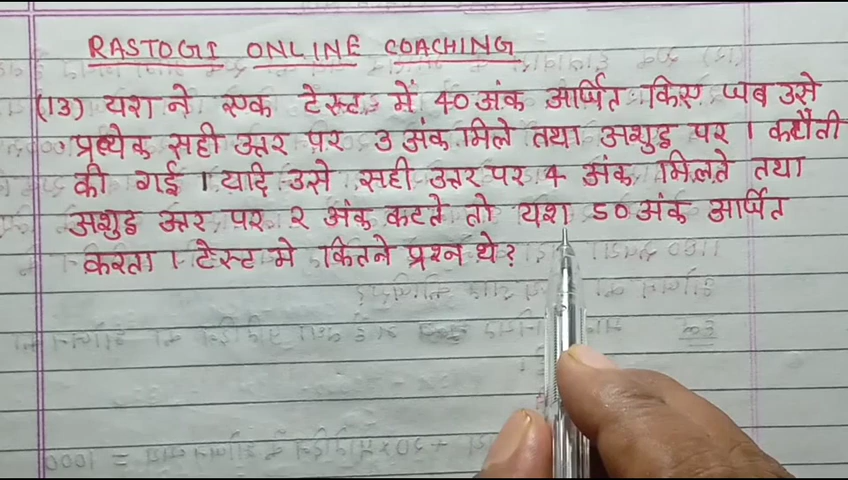 RASTOGI ONLINE COACHING
(13) यश ने एक टेस्ट में 40 अंक आर्जित किए जब उसे
प्रत्येक सही उत्तर पर 3 अंक मिले तथा अशुद्ध पर 1 कटौती
की गई । यदि उसे सही उत्तर पर 4 अंक मिलते तथा
अशुद्ध उत्तर पर 2 अंक कटते तो यश 50 अंक आर्जित
करता । टेस्ट मे कितने प्रश्न थे?